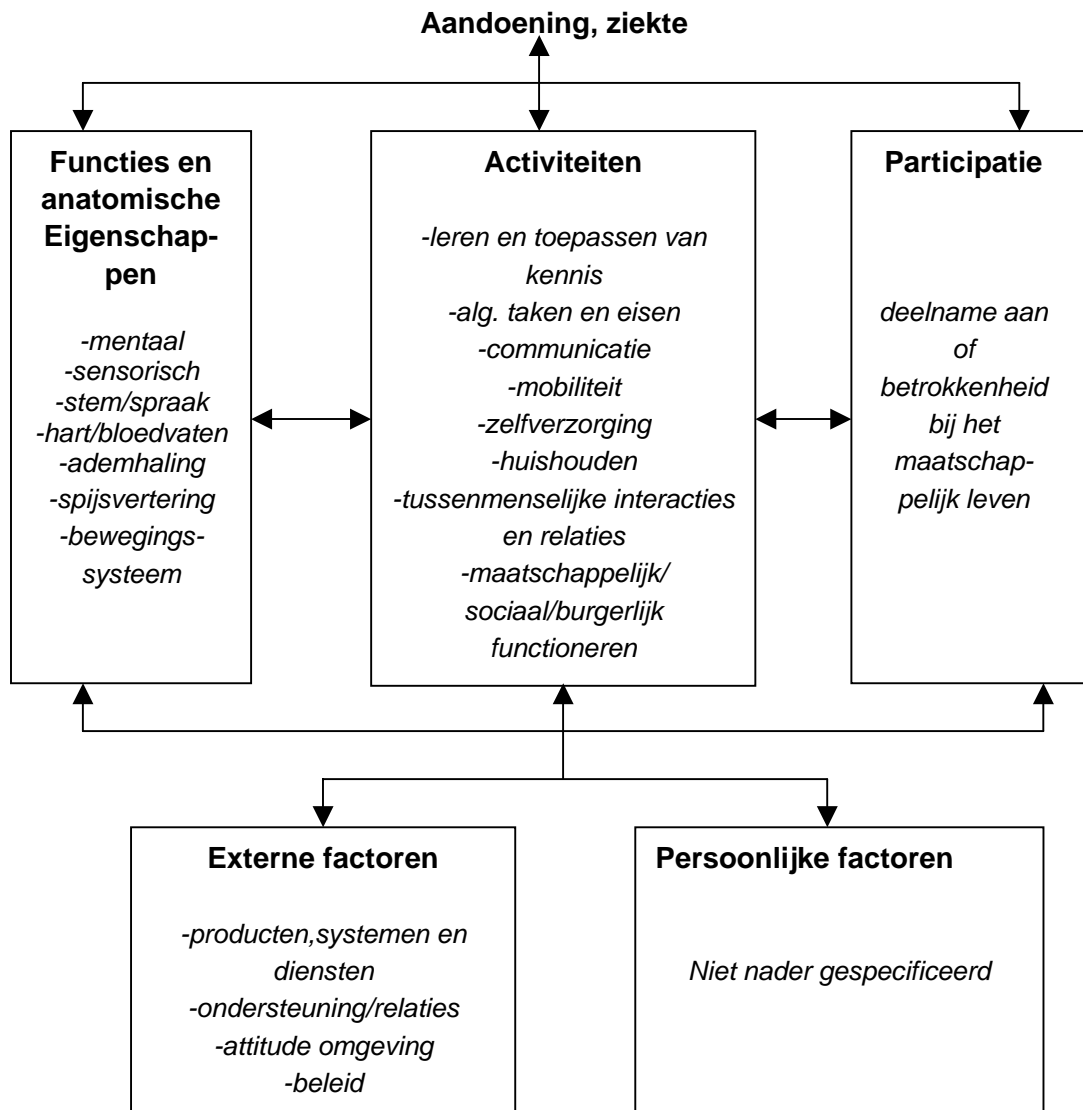 Aandoening, ziekte
Functies en
anatomische
Eigenschap-
pen
-mentaal
-sensorisch
-stem/spraak
-hart/bloedvaten
-ademhaling
-spijsvertering
-bewegings-
systeem
Activiteiten
-leren en toepassen van
kennis
-alg. taken en eisen
-communicatie
-mobiliteit
-zelfverzorging
-huishouden
-tussenmenselijke interacties
en relaties
-maatschappelijk/
sociaal/burgerlijk
functioneren
Participatie
deelname aan
of
betrokkenheid
bij het
maatschap-
pelijk leven
Externe factoren
-producten,systemen en
diensten
-ondersteuning/relaties
-attitude omgeving
-beleid
Persoonlijke factoren
Niet nader gespecificeerd